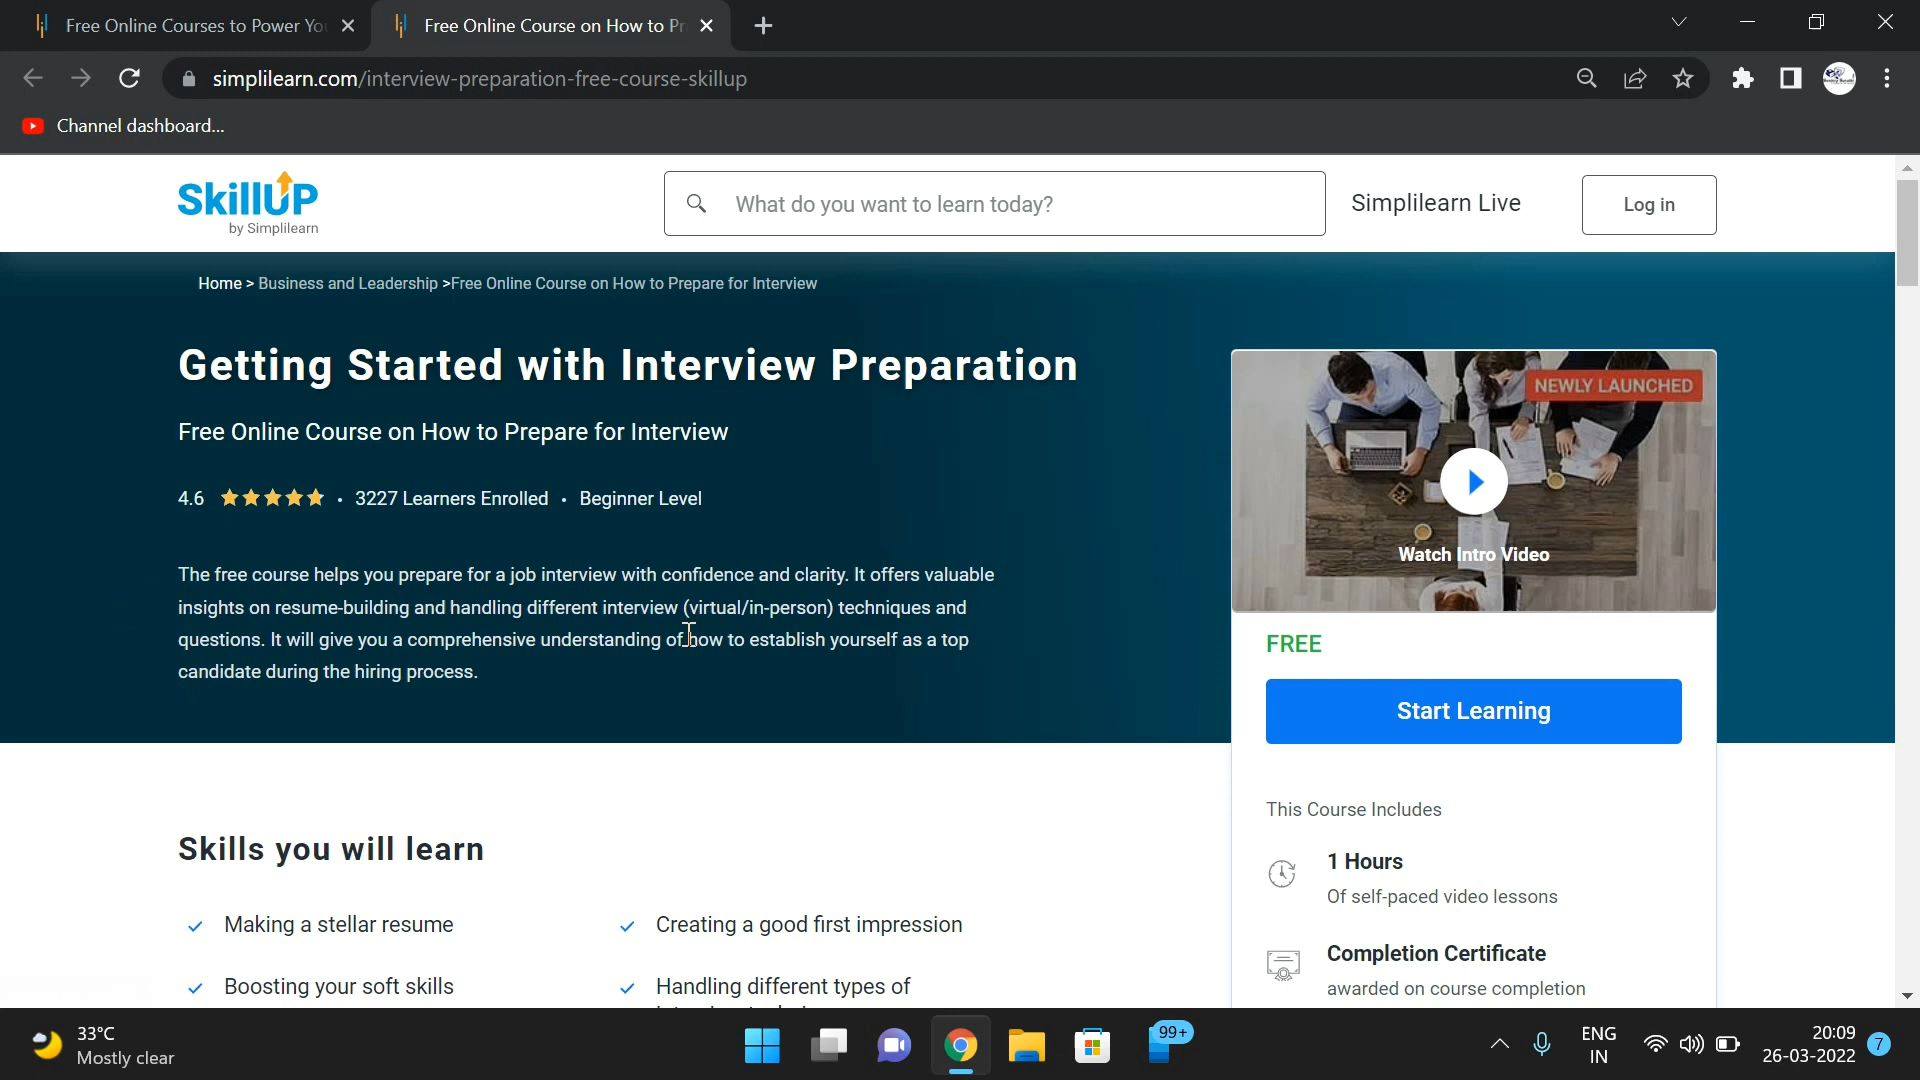 Free Online Courses to Power Yo
Free Online Course on How to Pr
simplilearn.com/interview-preparation-free-course-skillup
Channel dashboard...
SkillUP
by Simplilearn
What do you want to learn today?
Simplilearn Live
Log in
Home > Business and Leadership >Free Online Course on How to Prepare for Interview
Getting Started with Interview Preparation
Free Online Course on How to Prepare for Interview
4.6 · 3227 Learners Enrolled · Beginner Level
The free course helps you prepare for a job interview with confidence and clarity. It offers valuable
insights on resume-building and handling different interview (virtual/in-person) techniques and
questions. It will give you a comprehensive understanding of how to establish yourself as a top
candidate during the hiring process.
NEWLY LAUNCHED
Watch Intro Video
FREE
Start Learning
This Course Includes
1 Hours
Of self-paced video lessons
Completion Certificate
awarded on course completion
Skills you will learn
Making a stellar resume
Creating a good first impression
Boosting your soft skills
Handling different types of
33°C
Mostly clear
99+
ENG
IN
20:09
26-03-2022
7